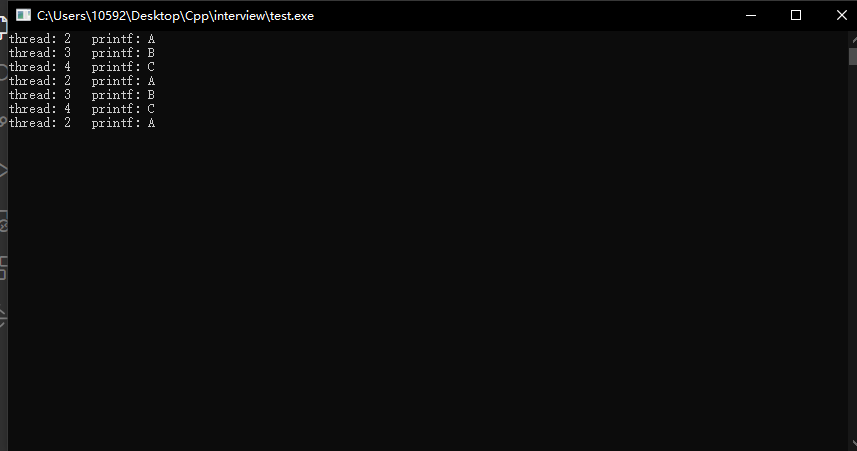 C:\Users\10592\Desktop\Cpp\interview\test.exe
thread: 2   printf: A
thread: 3   printf: B
thread: 4   printf: C
thread: 2   printf: A
thread: 3   printf: B
thread: 4   printf: C
thread: 2   printf: A